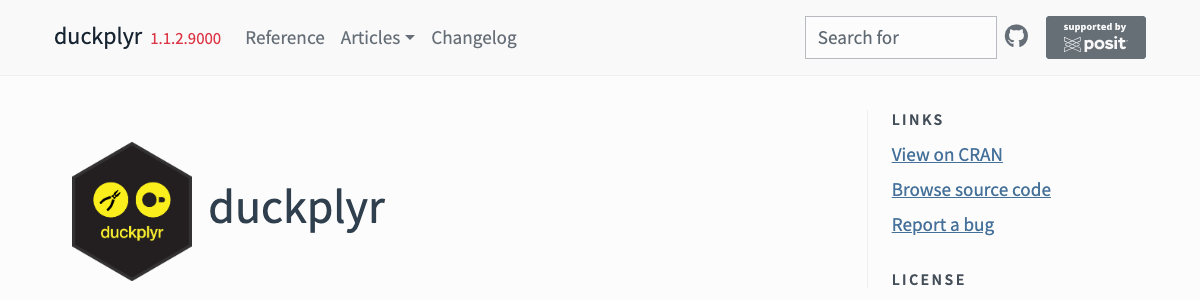 duckplyr 1.1.2.9000 Reference Articles Changelog Search for supported by posit
LINKS
View on CRAN
Browse source code
Report a bug
duckplyr
duckplyr
LICENSE